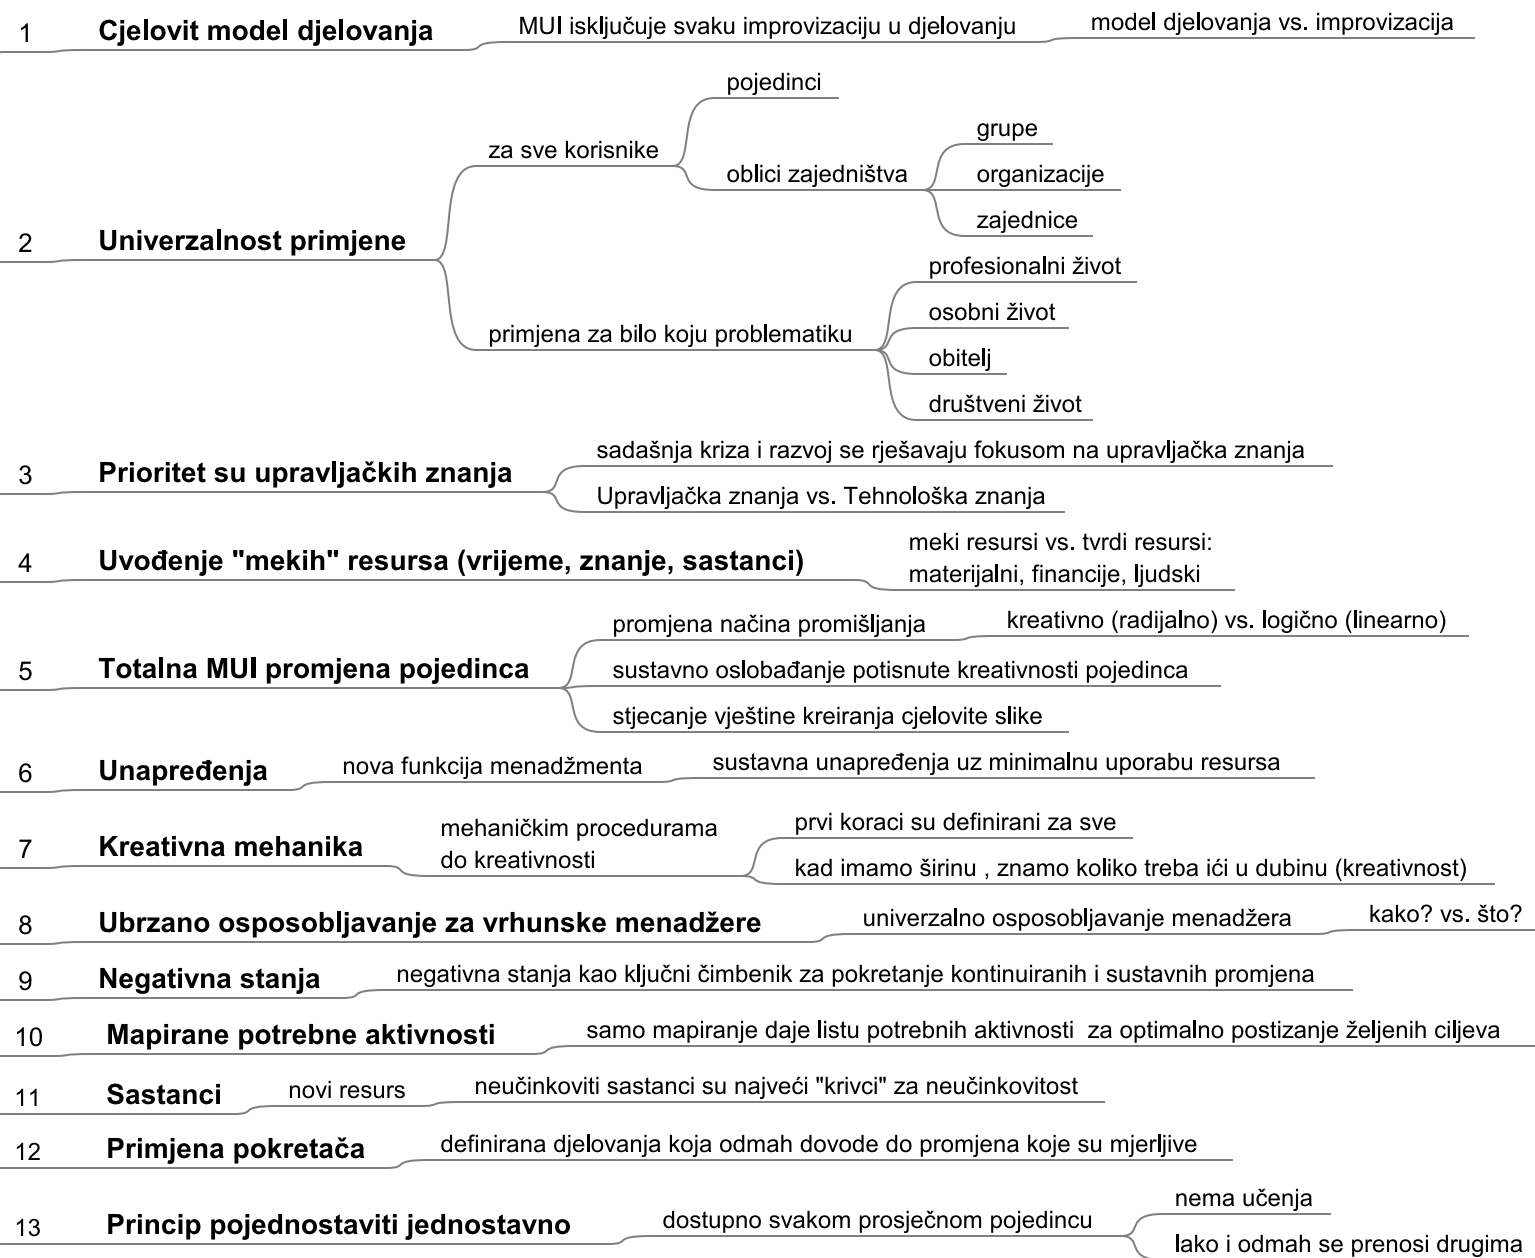 1 Cjelovit model djelovanja MUI isključuje svaku improvizaciju u djelovanju model djelovanja vs. improvizacija
2 Univerzalnost primjene
za sve korisnike
pojedinci
oblici zajedništva
grupe
organizacije
zajednice
primjena za bilo koju problematiku
profesionalni život
osobni život
obitelj
društveni život
3 Prioritet su upravljačkih znanja
sadašnja kriza i razvoj se rješavaju fokusom na upravljačka znanja
Upravljačka znanja vs. Tehnološka znanja
4 Uvođenje "mekih" resursa (vrijeme, znanje, sastanci)
meki resursi vs. tvrdi resursi:
materijalni, financije, ljudski
5 Totalna MUI promjena pojedinca
promjena načina promišljanja kreativno (radijalno) vs. logično (linearno)
sustavno oslobađanje potisnute kreativnosti pojedinca
stjecanje vještine kreiranja cjelovite slike
6 Unapređenja nova funkcija menadžmenta sustavna unapređenja uz minimalnu uporabu resursa
7 Kreativna mehanika
mehaničkim procedurama
do kreativnosti
prvi koraci su definirani za sve
kad imamo širinu , znamo koliko treba ići u dubinu (kreativnost)
8 Ubrzano osposobljavanje za vrhunske menadžere univerzalno osposobljavanje menadžera kako? vs. što?
9 Negativna stanja negativna stanja kao ključni čimbenik za pokretanje kontinuiranih i sustavnih promjena
10 Mapirane potrebne aktivnosti samo mapiranje daje listu potrebnih aktivnosti  za optimalno postizanje željenih ciljeva
11 Sastanci novi resurs neučinkoviti sastanci su najveći "krivci" za neučinkovitost
12 Primjena pokretača definirana djelovanja koja odmah dovode do promjena koje su mjerljive
13 Princip pojednostaviti jednostavno dostupno svakom prosječnom pojedincu
nema učenja
lako i odmah se prenosi drugima